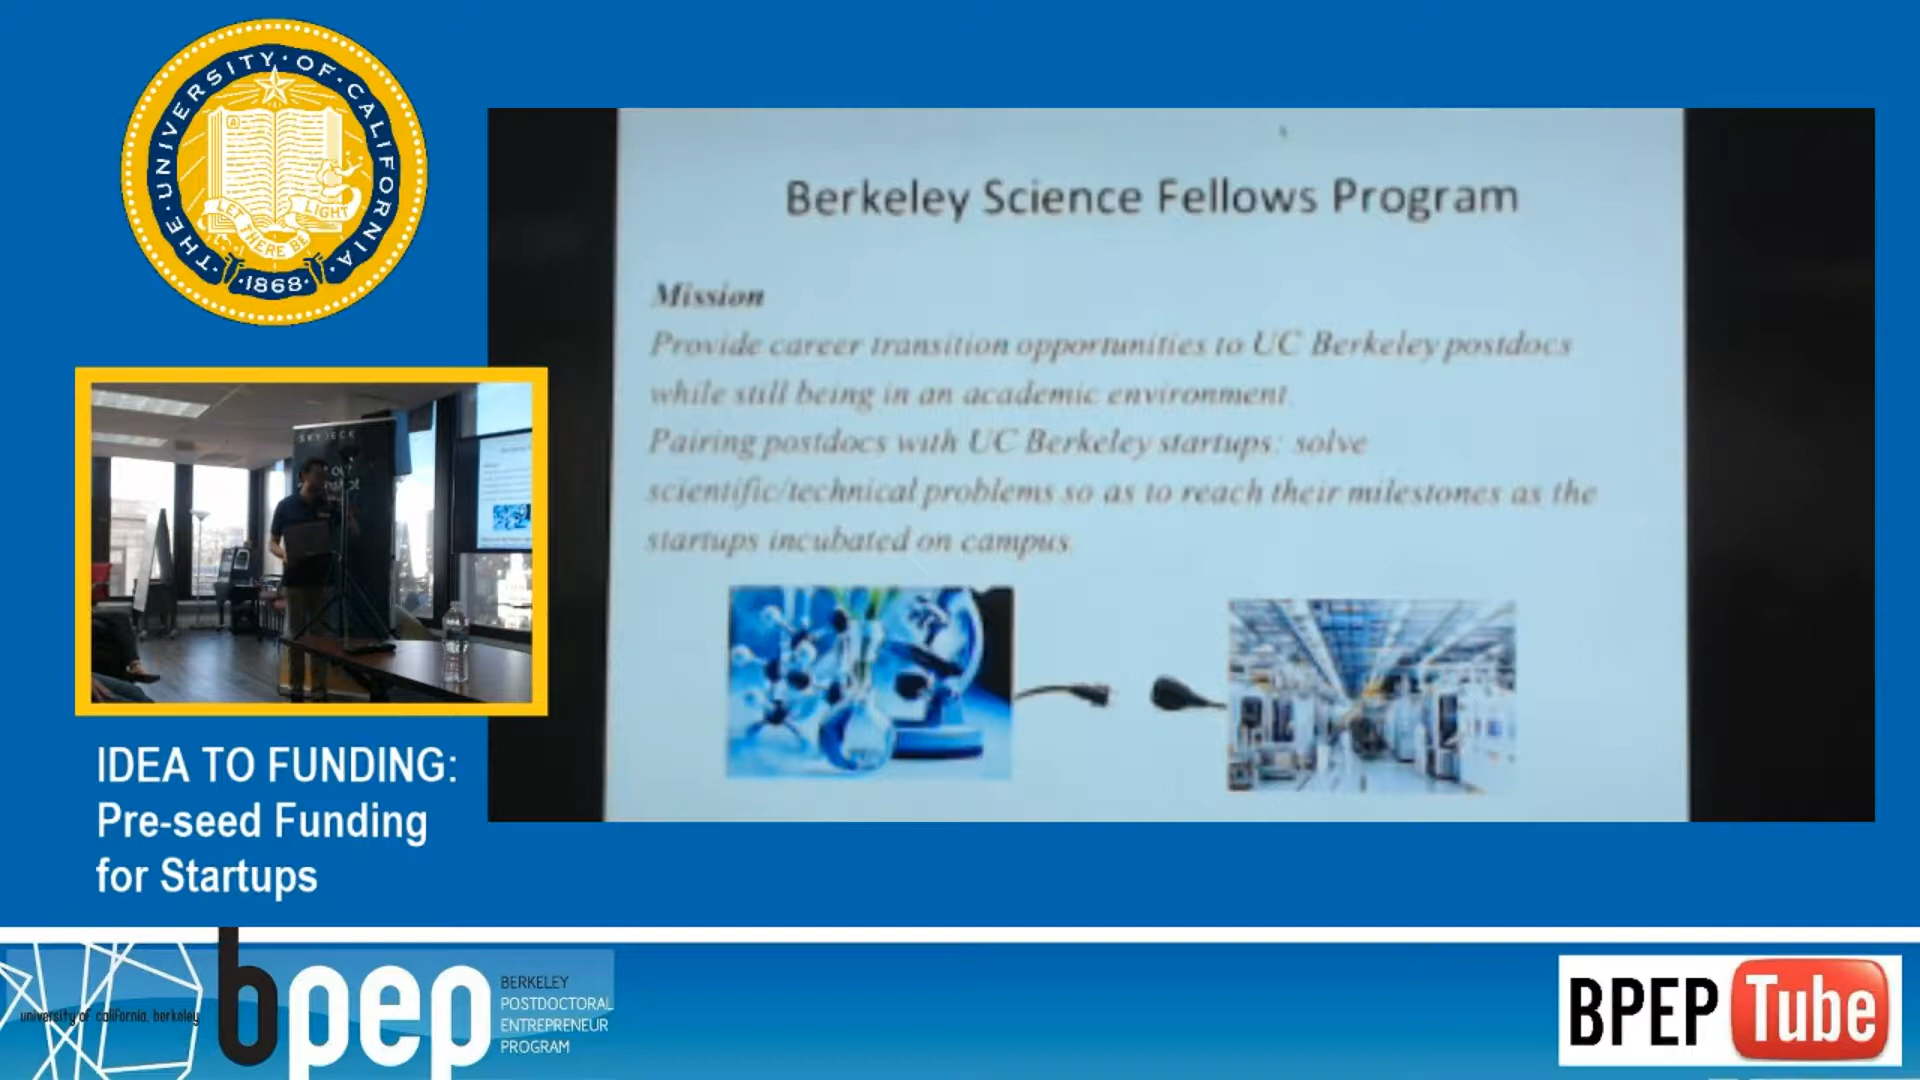 THE·UNIVERSITY·OF·CALIFORNIA·
A
LET THERE BE LIGHT
·1868·
Berkeley Science Fellows Program
Mission
Provide career transition opportunities to UC Berkeley postdocs
while still being in an academic environment.
Pairing postdocs with UC Berkeley startups: solve
scientific/technical problems so as to reach their milestones as the
startups incubated on campus.
SKYDECK
IDEA TO FUNDING:
Pre-seed Funding
for Startups
university of california, berkeley
bpep
BERKELEY
POSTDOCTORAL
ENTREPRENEUR
PROGRAM
BPEP Tube